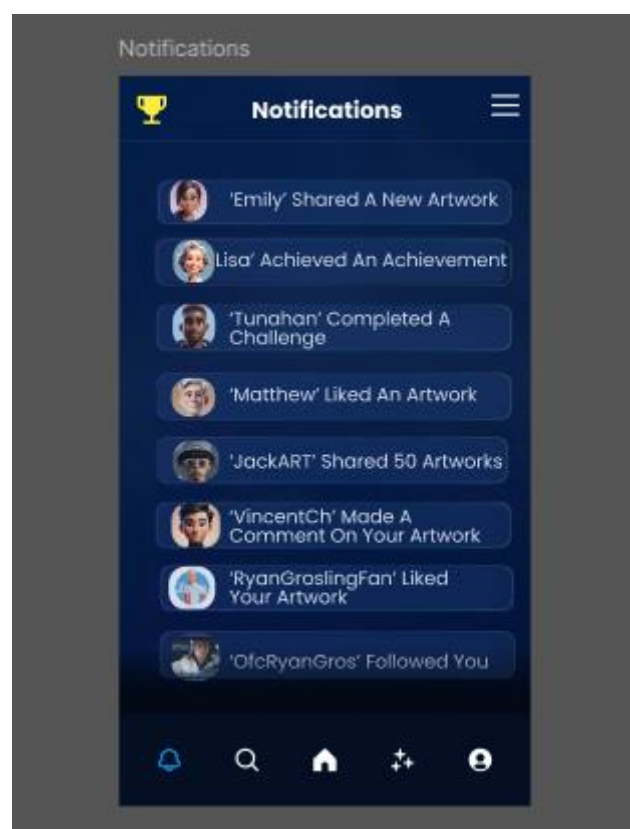 Notifications
Notifications
'Emily' Shared A New Artwork
Lisa' Achieved An Achievement
'Tunahan' Completed A
Challenge
'Matthew' Liked An Artwork
'JackART' Shared 50 Artworks
'VincentCh' Made A
Comment On Your Artwork
'RyanGroslingFan' Liked
Your Artwork
'OfcRyanGros' Followed You